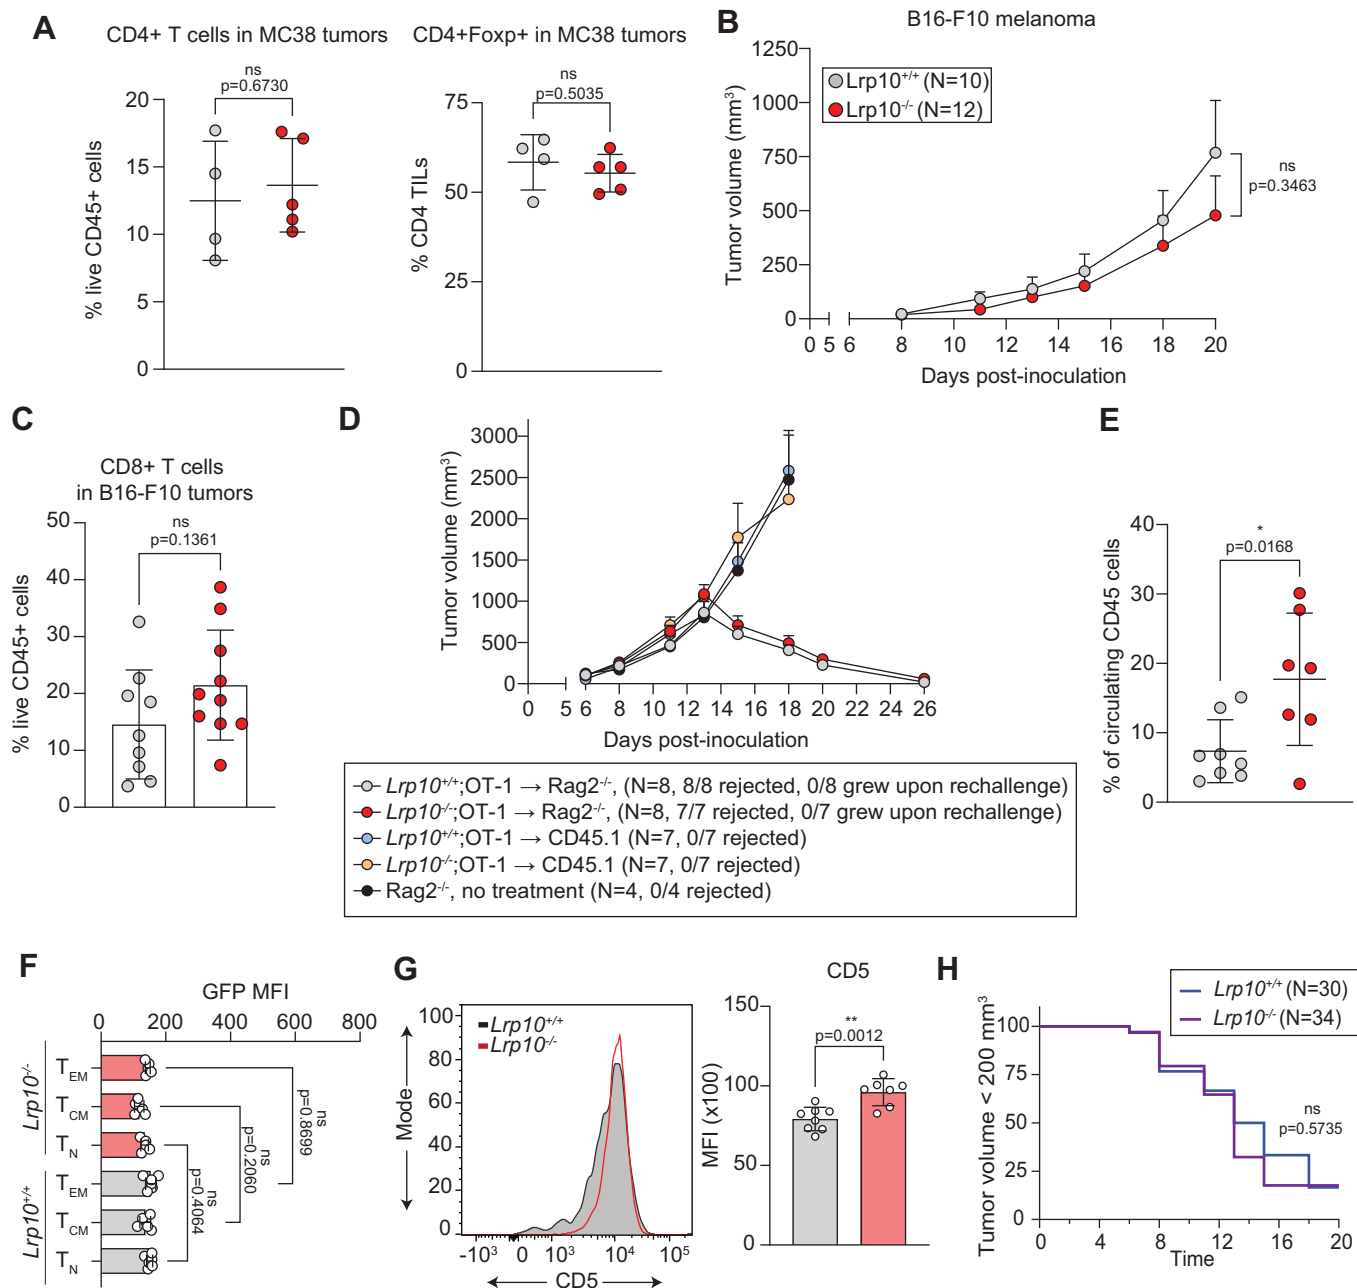 A
CD4+ T cells in MC38 tumors
ns
p=0.6730
% live CD45+ cells
20
15
10
5
0
CD4+Foxp+ in MC38 tumors
ns
p=0.5035
% CD4 TILs
75
50
25
0
B
B16-F10 melanoma
Lrp10+/+ (N=10)
Lrp10-/- (N=12)
Tumor volume (mm3)
1250
1000
750
500
250
0
ns
p=0.3463
0 5 6 8 10 12 14 16 18 20
Days post-inoculation
C
CD8+ T cells
in B16-F10 tumors
ns
p=0.1361
% live CD45+ cells
50
40
30
20
10
0
D
Tumor volume (mm3)
3000
2500
2000
1500
1000
500
0
0 5 6 8 10 12 14 16 18 20 22 24 26
Days post-inoculation
Lrp10+/+;OT-1 → Rag2-/-, (N=8, 8/8 rejected, 0/8 grew upon rechallenge)
Lrp10-/-;OT-1 → Rag2-/-, (N=8, 7/7 rejected, 0/7 grew upon rechallenge)
Lrp10+/+;OT-1 → CD45.1 (N=7, 0/7 rejected)
Lrp10-/-;OT-1 → CD45.1 (N=7, 0/7 rejected)
Rag2-/-, no treatment (N=4, 0/4 rejected)
E
*
p=0.0168
% of circulating CD45 cells
40
30
20
10
0
F
GFP MFI
0 200 400 600 800
Lrp10-/-
TEM
TCM
TN
Lrp10+/+
TEM
TCM
TN
ns
p=0.8699
ns
p=0.2060
ns
p=0.4064
G
Lrp10+/+
Lrp10-/-
Mode
100
80
60
40
20
0
-103 0 103 104 105
CD5
CD5
**
p=0.0012
MFI (x100)
150
100
50
0
H
Lrp10+/+ (N=30)
Lrp10-/- (N=34)
Tumor volume < 200 mm3
100
75
50
25
0
ns
p=0.5735
0 4 8 12 16 20
Time